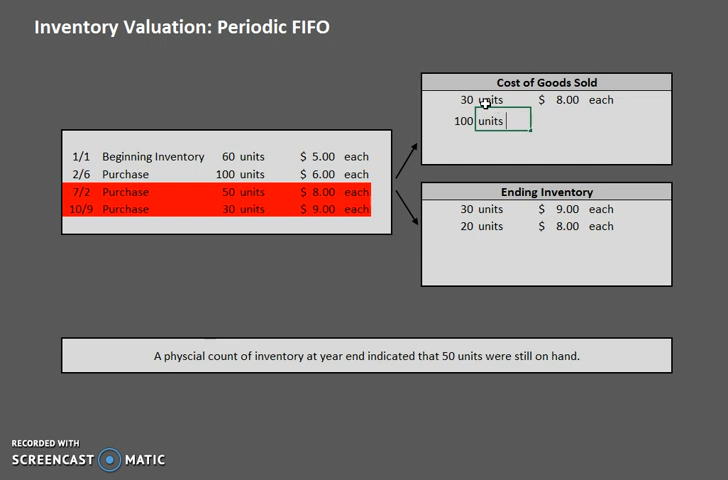 Inventory Valuation: Periodic FIFO
Cost of Goods Sold
30 units $ 8.00 each
100 units
1/1 Beginning Inventory 60 units $ 5.00 each
2/6 Purchase 100 units $ 6.00 each
7/2 Purchase 50 units $ 8.00 each
10/9 Purchase 30 units $ 9.00 each
Ending Inventory
30 units $ 9.00 each
20 units $ 8.00 each
A physcial count of inventory at year end indicated that 50 units were still on hand.
RECORDED WITH
SCREENCAST MATIC